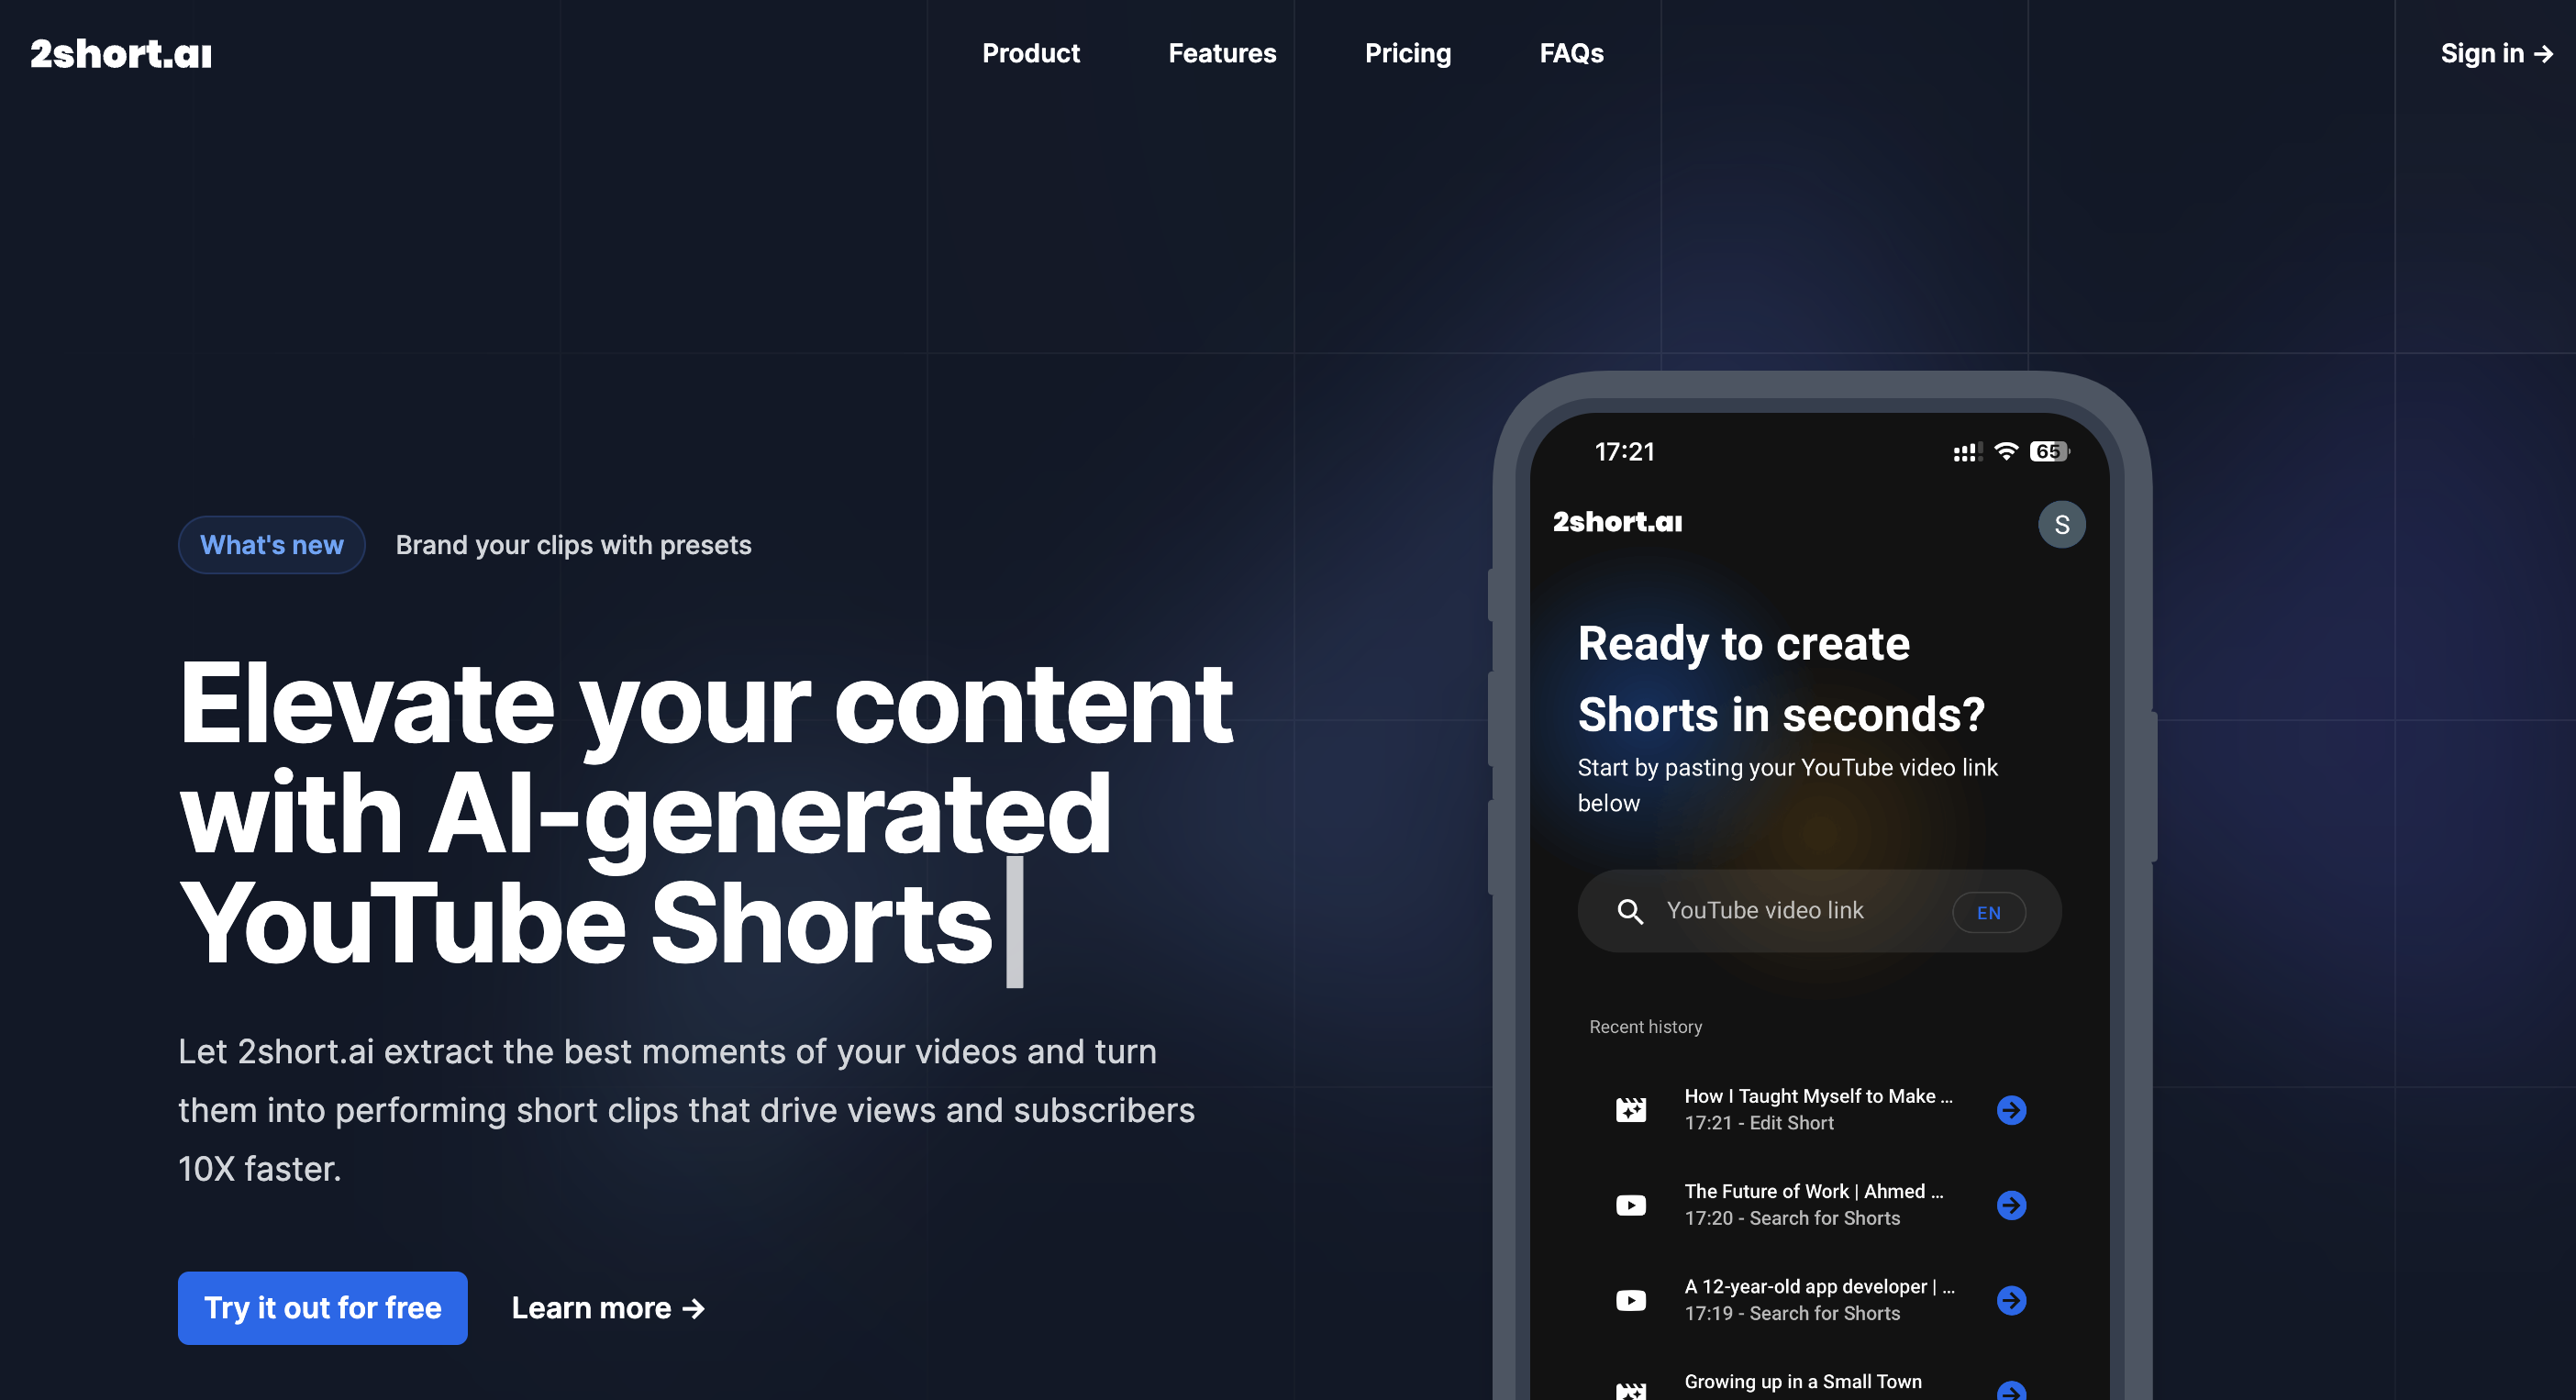 2short.ai
Product
Features
Pricing
FAQs
Sign in →
What's new
Brand your clips with presets
Elevate your content
with AI-generated
YouTube Shorts
Let 2short.ai extract the best moments of your videos and turn
them into performing short clips that drive views and subscribers
10X faster.
Try it out for free
Learn more →
17:21
65
2short.ai
S
Ready to create
Shorts in seconds?
Start by pasting your YouTube video link
below
YouTube video link
EN
Recent history
How I Taught Myself to Make ...
17:21 - Edit Short
The Future of Work | Ahmed ...
17:20 - Search for Shorts
A 12-year-old app developer | ...
17:19 - Search for Shorts
Growing up in a Small Town